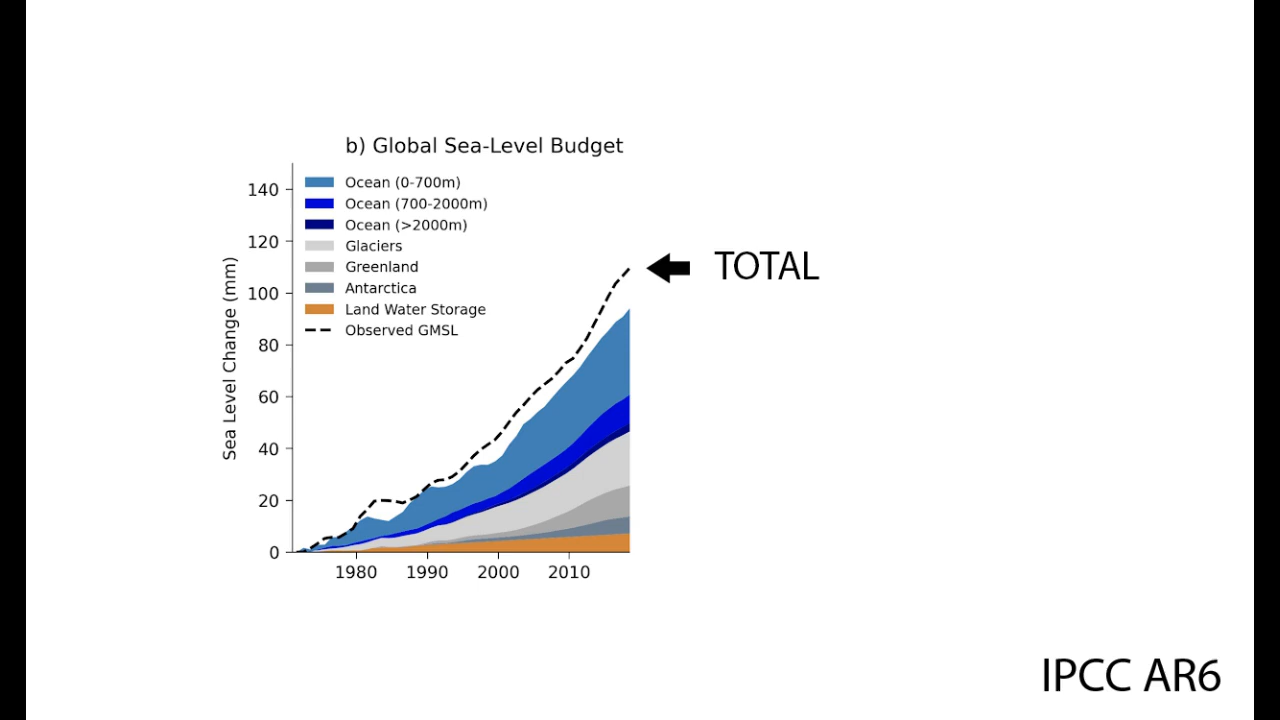 b) Global Sea-Level Budget
Sea Level Change (mm)
140
120
100
80
60
40
20
0
Ocean (0-700m)
Ocean (700-2000m)
Ocean (>2000m)
Glaciers
Greenland
Antarctica
Land Water Storage
Observed GMSL
TOTAL
1980 1990 2000 2010
IPCC AR6